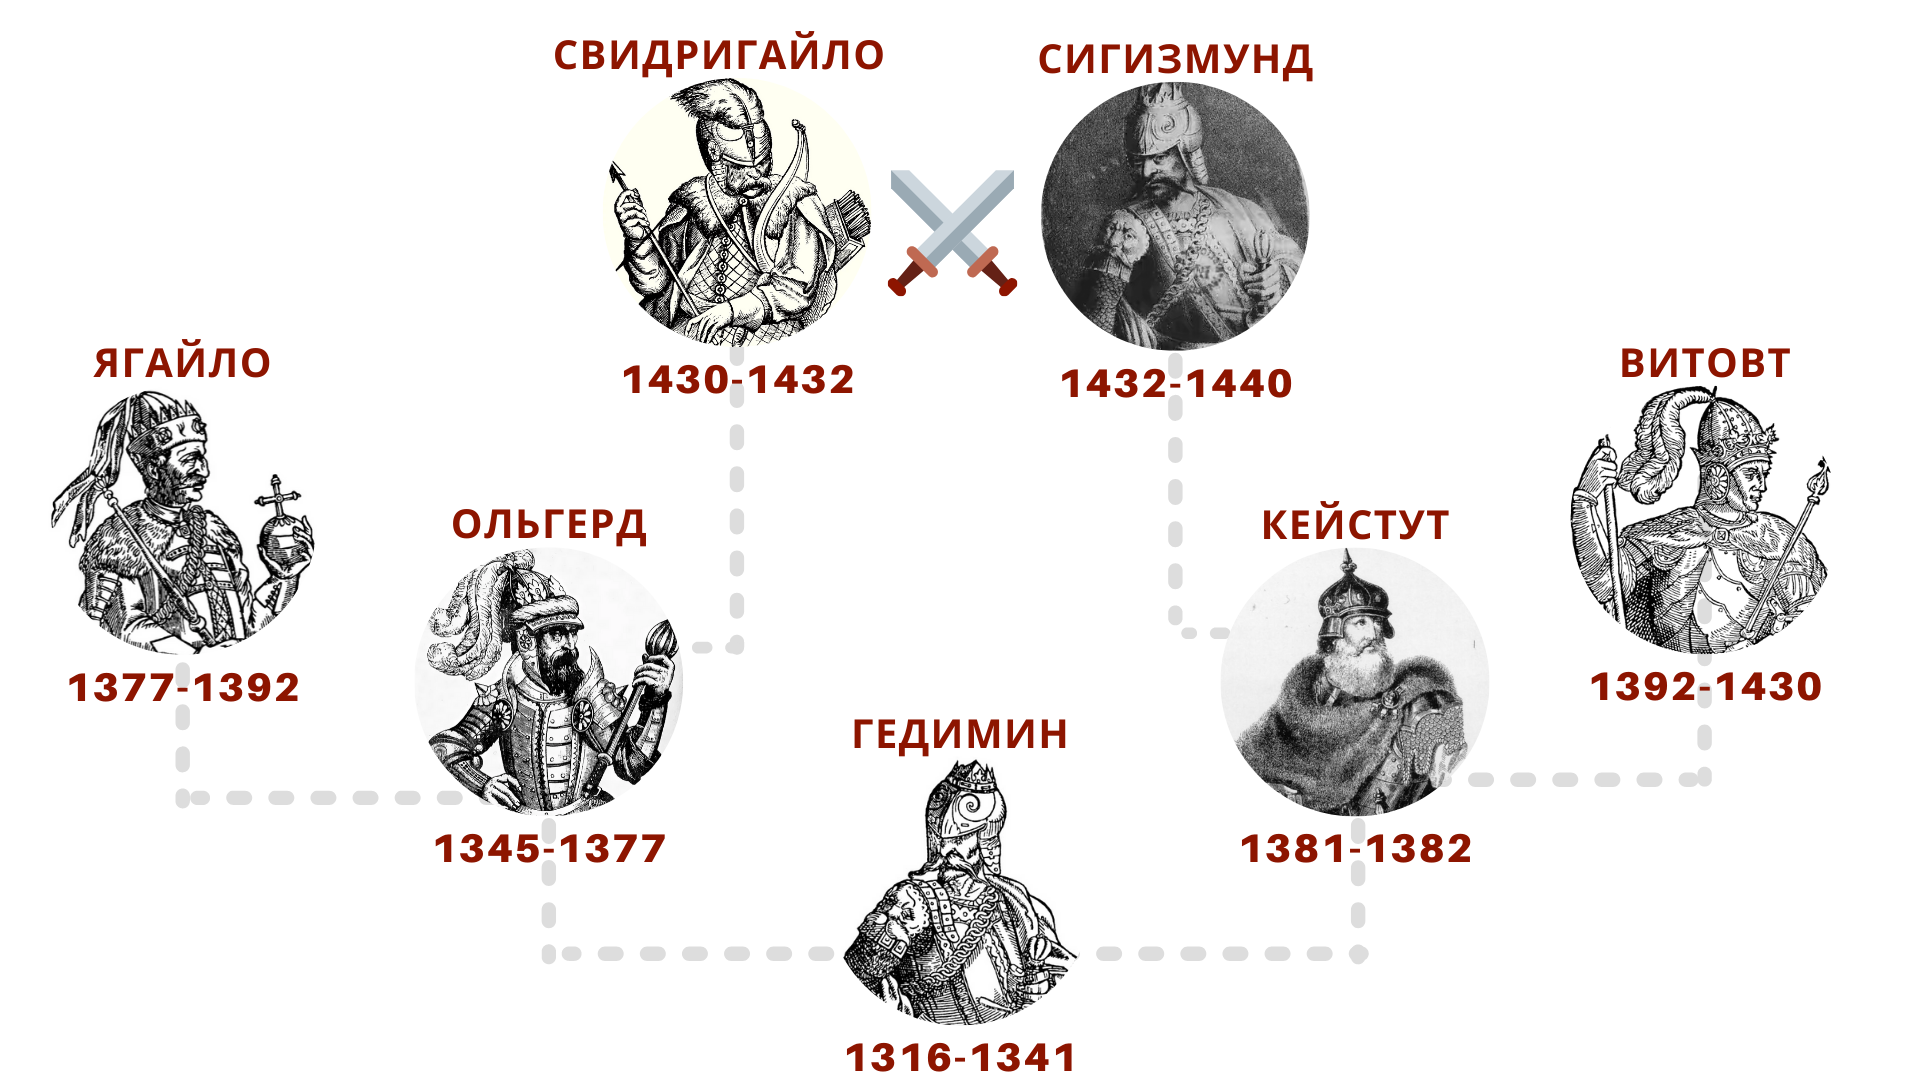 СВИДРИГАЙЛО
1430-1432
СИГИЗМУНД
1432-1440
ЯГАЙЛО
1377-1392
ОЛЬГЕРД
1345-1377
ГЕДИМИН
1316-1341
КЕЙСТУТ
1381-1382
ВИТОВТ
1392-1430